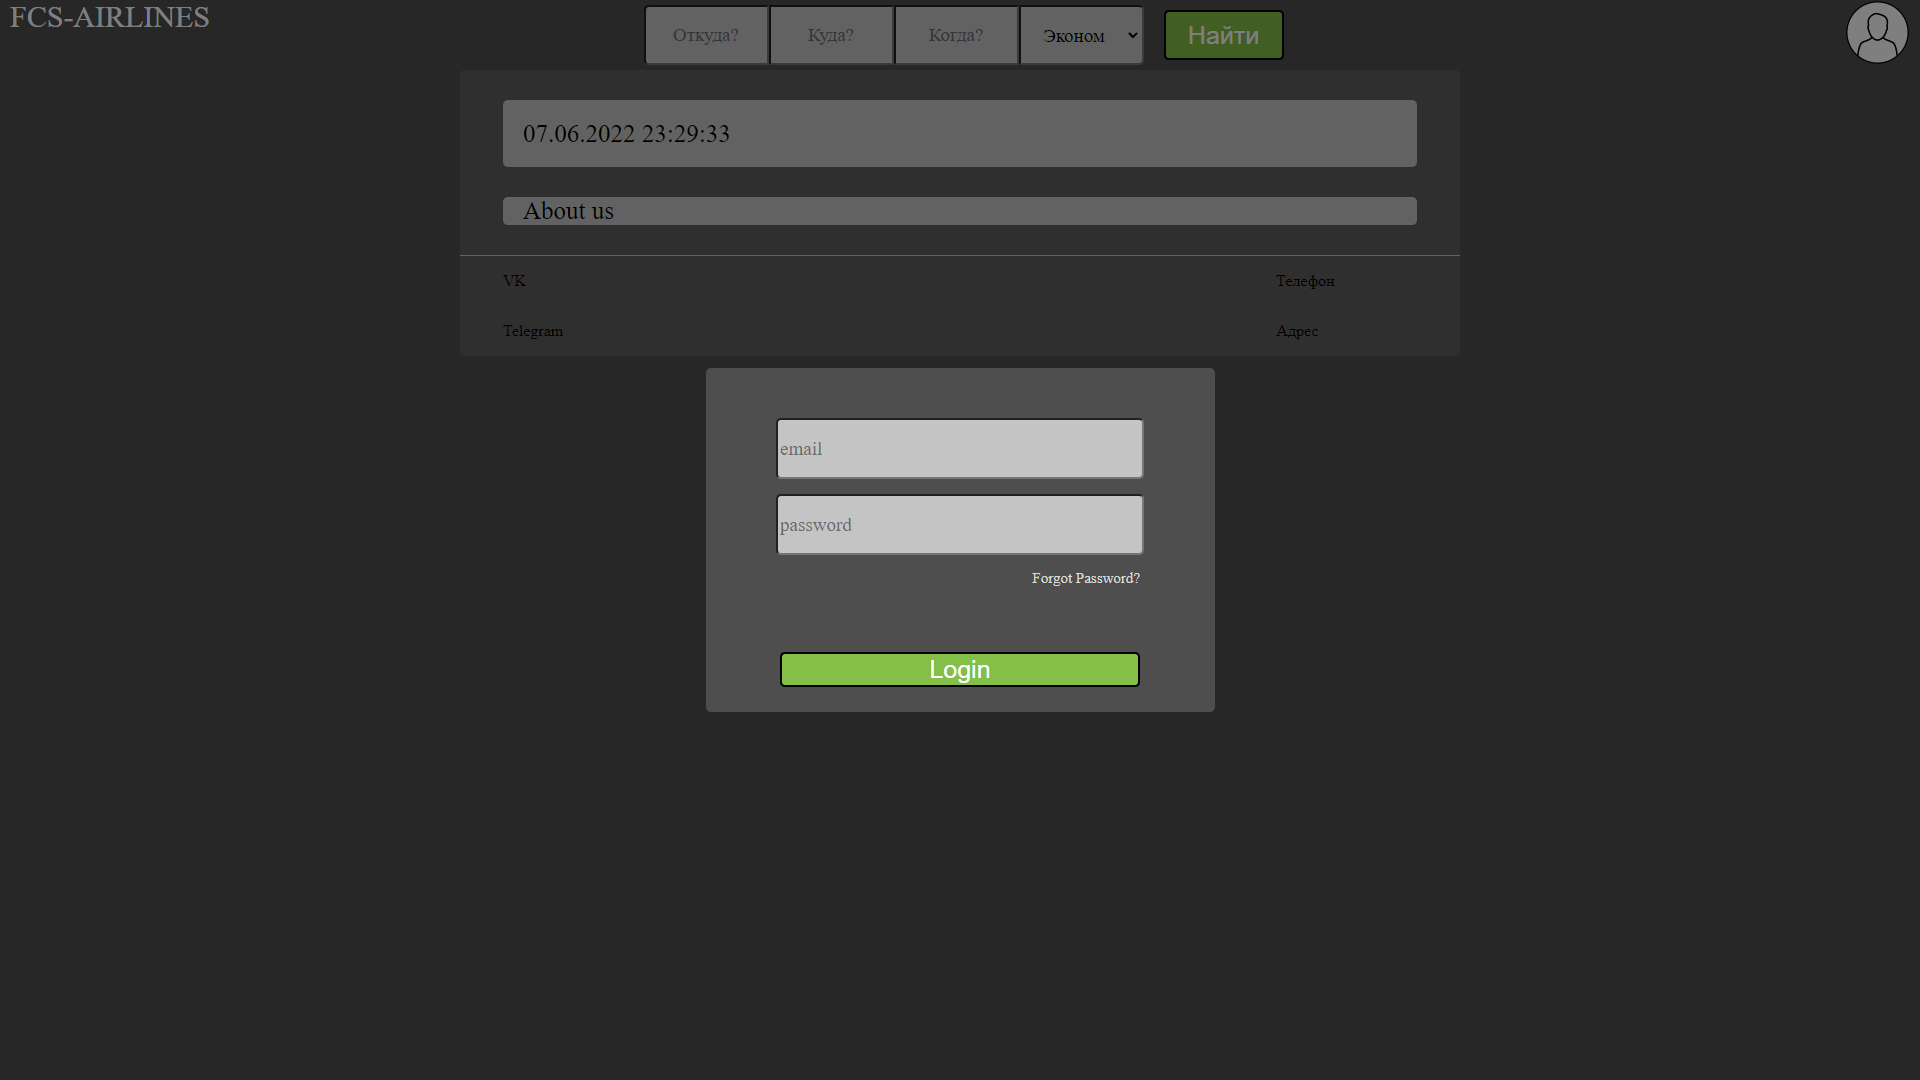 FCS-AIRLINES
Откуда? Куда? Когда? Эконом Найти
07.06.2022 23:29:33
About us
VK Телефон
Telegram Адрес
email
password
Forgot Password?
Login